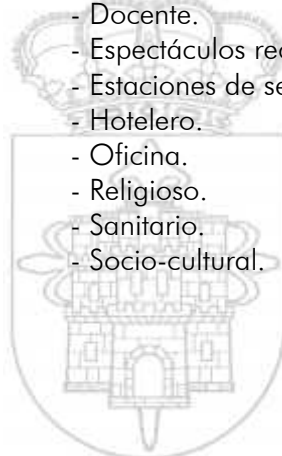 - Docente.
- Espectáculos
- Estaciones de
- Hotelero.
- Oficina.
- Religioso.
- Sanitario.
- Socio-cultural.